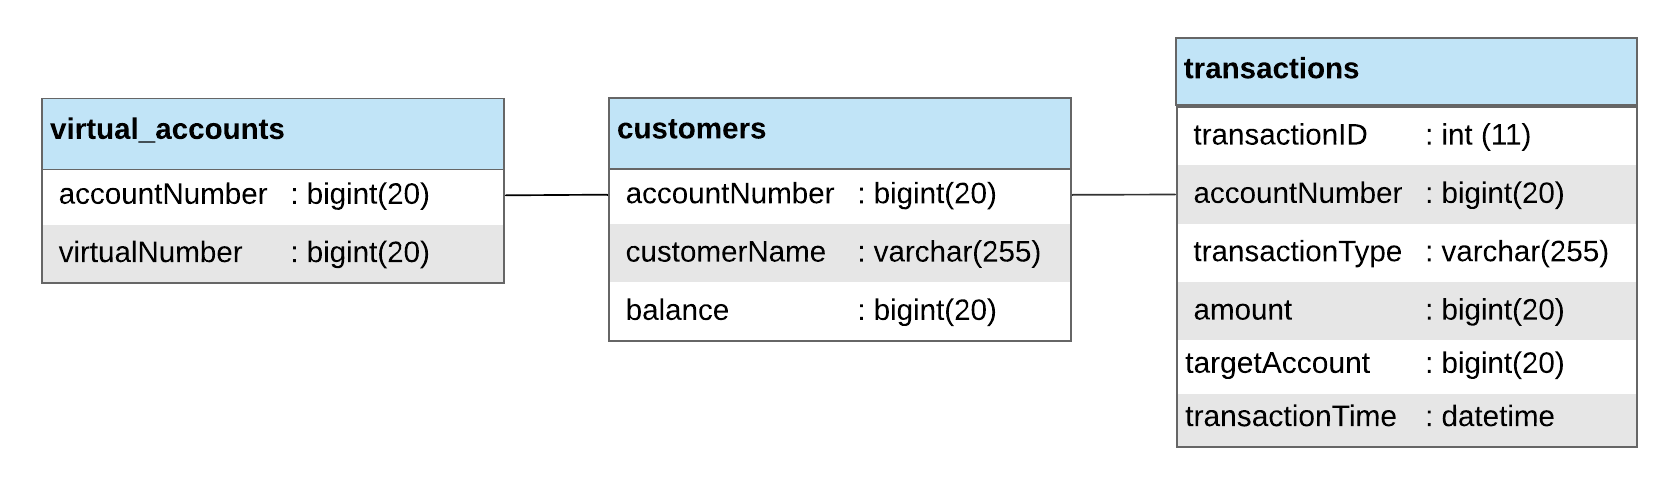 virtual_accounts
accountNumber : bigint(20)
virtualNumber : bigint(20)
customers
accountNumber : bigint(20)
customerName : varchar(255)
balance : bigint(20)
transactions
transactionID : int (11)
accountNumber : bigint(20)
transactionType : varchar(255)
amount : bigint(20)
targetAccount : bigint(20)
transactionTime : datetime